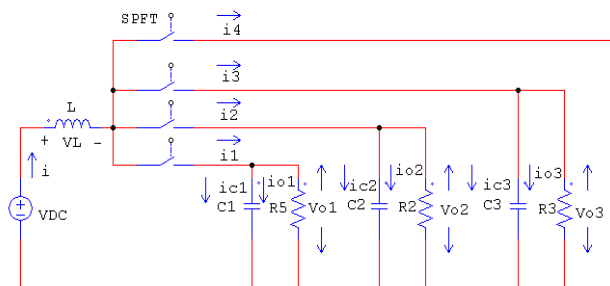 SPFT
i4
i3
L
i2
+ VL -
i1
i
VDC
ic1
C1
io1
R5
Vo1
ic2
C2
io2
R2
Vo2
ic3
C3
io3
R3
Vo3